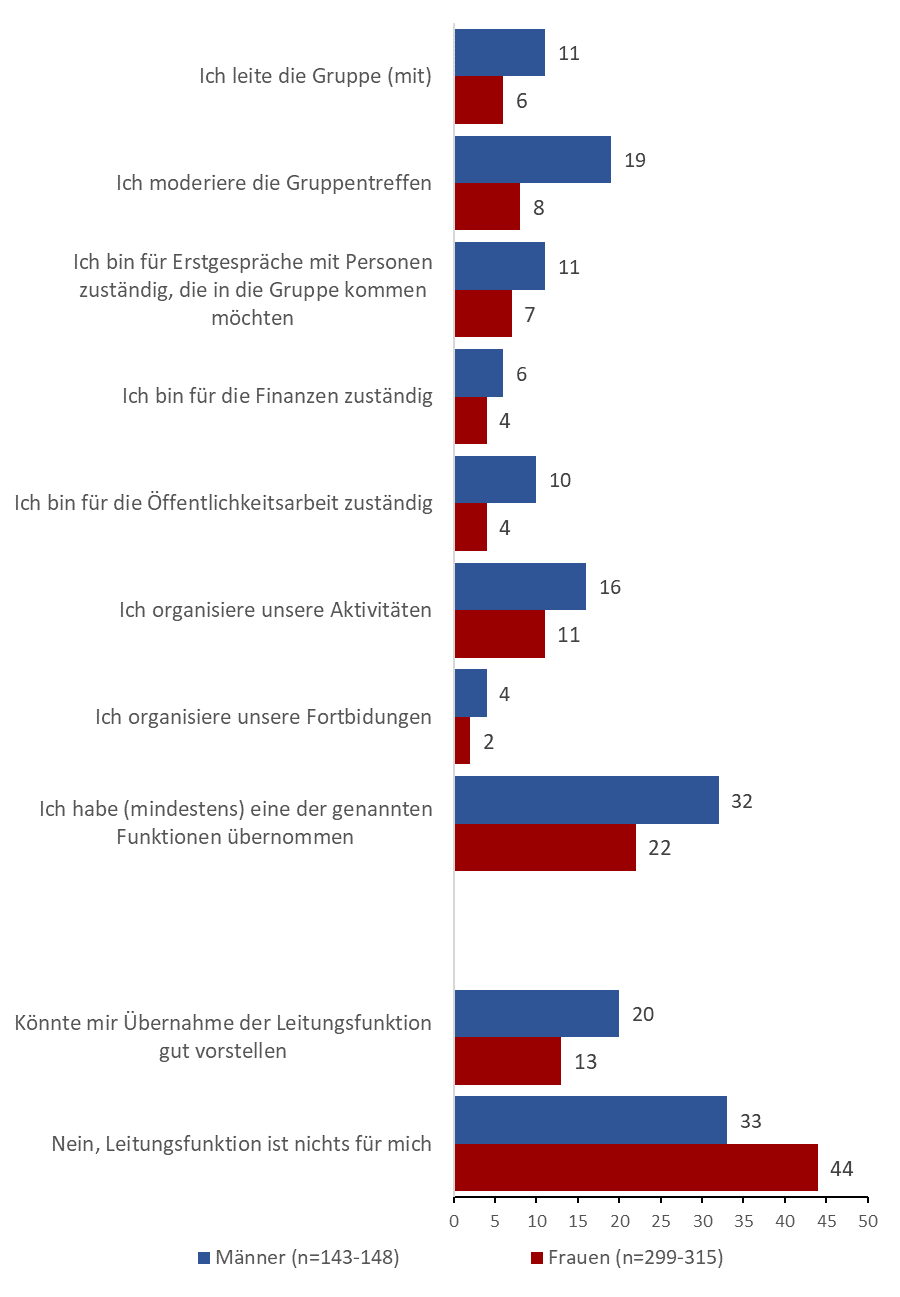 Ich leite die Gruppe (mit)
11
6
Ich moderiere die Gruppentreffen
19
8
Ich bin für Erstgespräche mit Personen
zuständig, die in die Gruppe kommen
möchten
11
7
Ich bin für die Finanzen zuständig
6
4
Ich bin für die Öffentlichkeitsarbeit zuständig
10
4
Ich organisiere unsere Aktivitäten
16
11
Ich organisiere unsere Fortbidungen
4
2
Ich habe (mindestens) eine der genannten
Funktionen übernommen
32
22
Könnte mir Übernahme der Leitungsfunktion
gut vorstellen
20
13
Nein, Leitungsfunktion ist nichts für mich
33
44
0 5 10 15 20 25 30 35 40 45 50
Männer (n=143-148) Frauen (n=299-315)